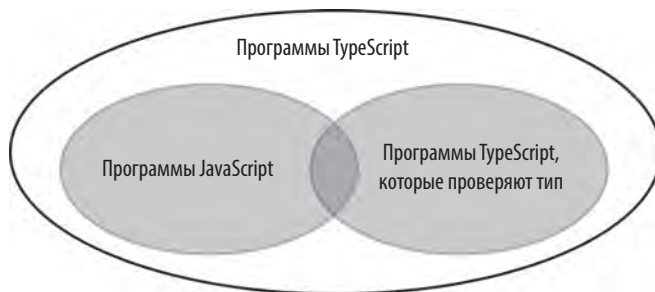 Программы TypeScript
Программы JavaScript
Программы TypeScript,
которые проверяют тип